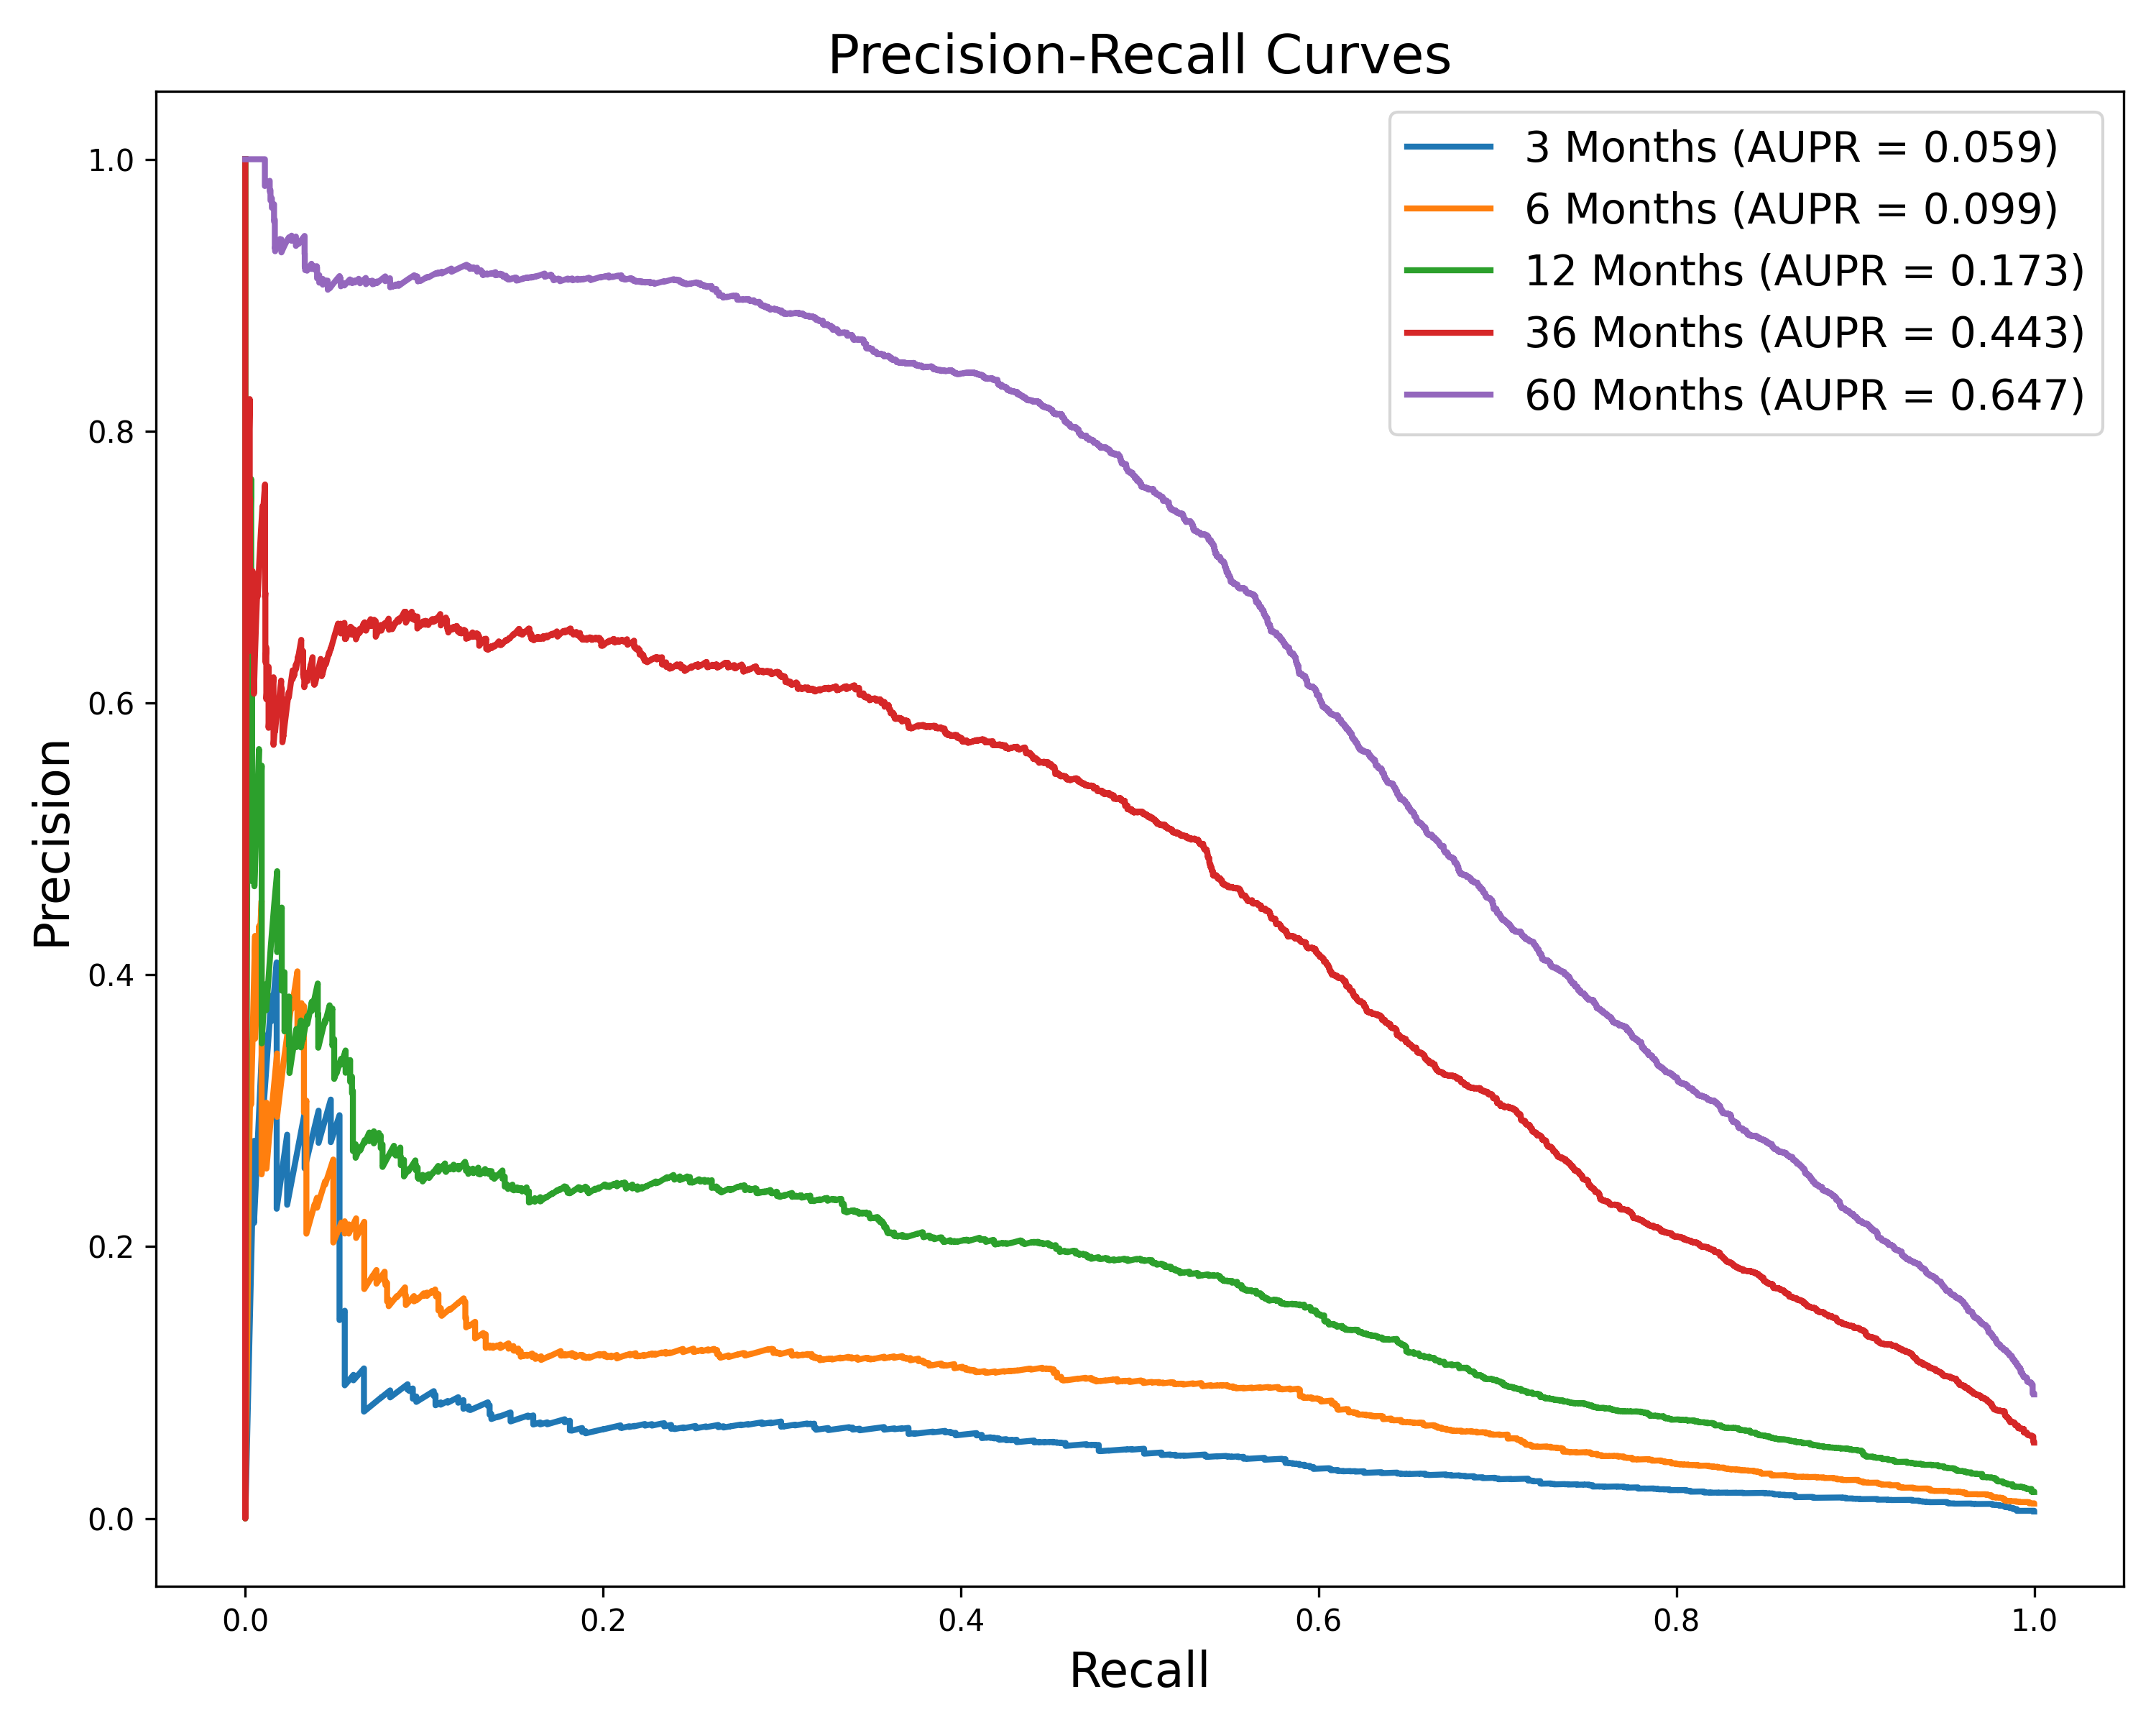 Precision-Recall Curves
3 Months (AUPR = 0.059)
6 Months (AUPR = 0.099)
12 Months (AUPR = 0.173)
36 Months (AUPR = 0.443)
60 Months (AUPR = 0.647)
Precision
1.0
0.8
0.6
0.4
0.2
0.0
0.0 0.2 0.4 0.6 0.8 1.0
Recall